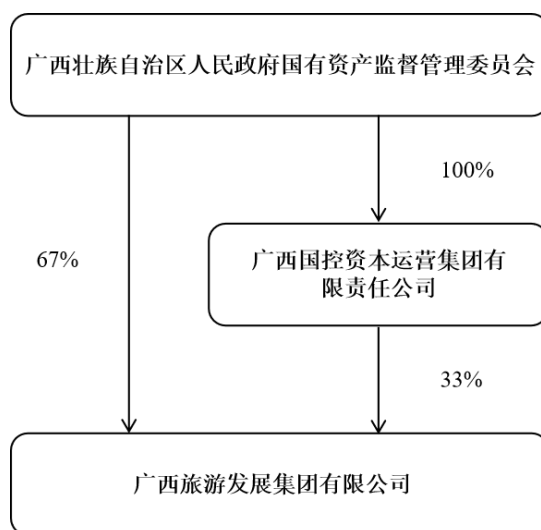 广西壮族自治区人民政府国有资产监督管理委员会
100%
67%
广西国控资本运营集团有
限责任公司
33%
广西旅游发展集团有限公司